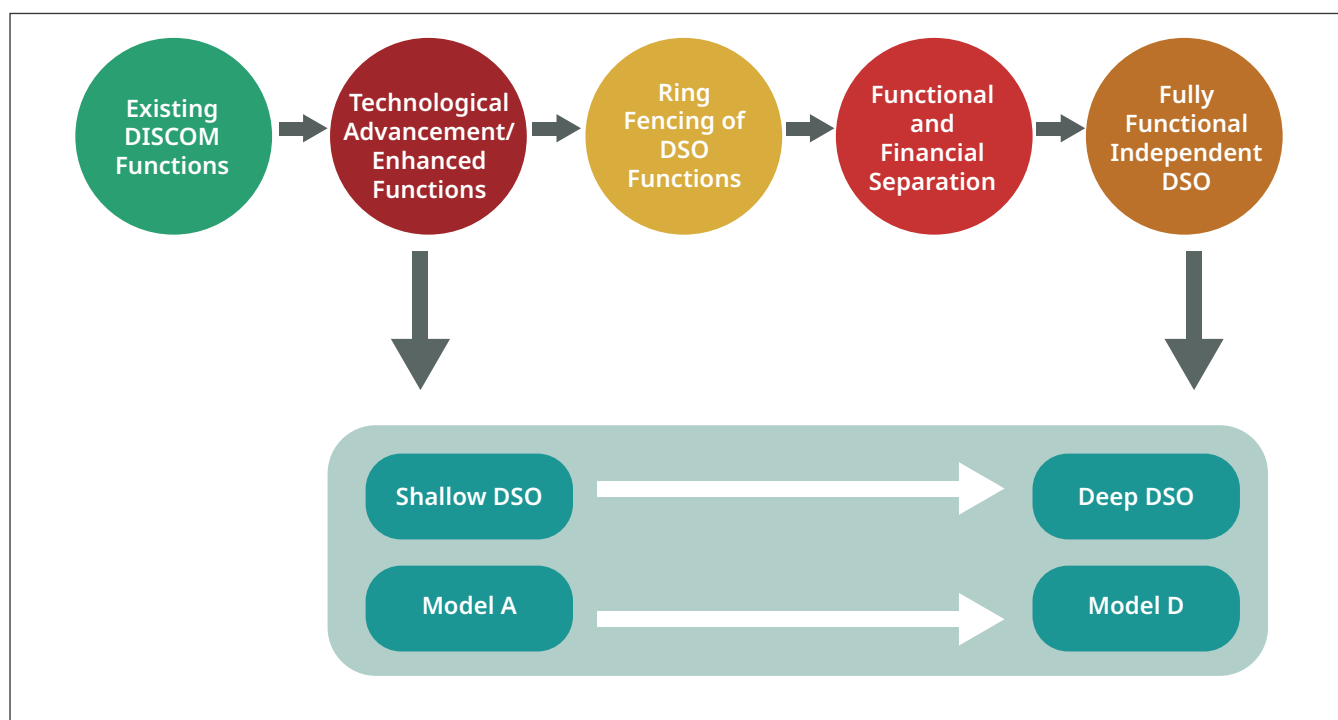 Existing
DISCOM
Functions
Technological
Advancement/
Enhanced
Functions
Ring
Fencing of
DSO
Functions
Functional
and
Financial
Separation
Fully
Functional
Independent
DSO
Shallow DSO
Deep DSO
Model A
Model D